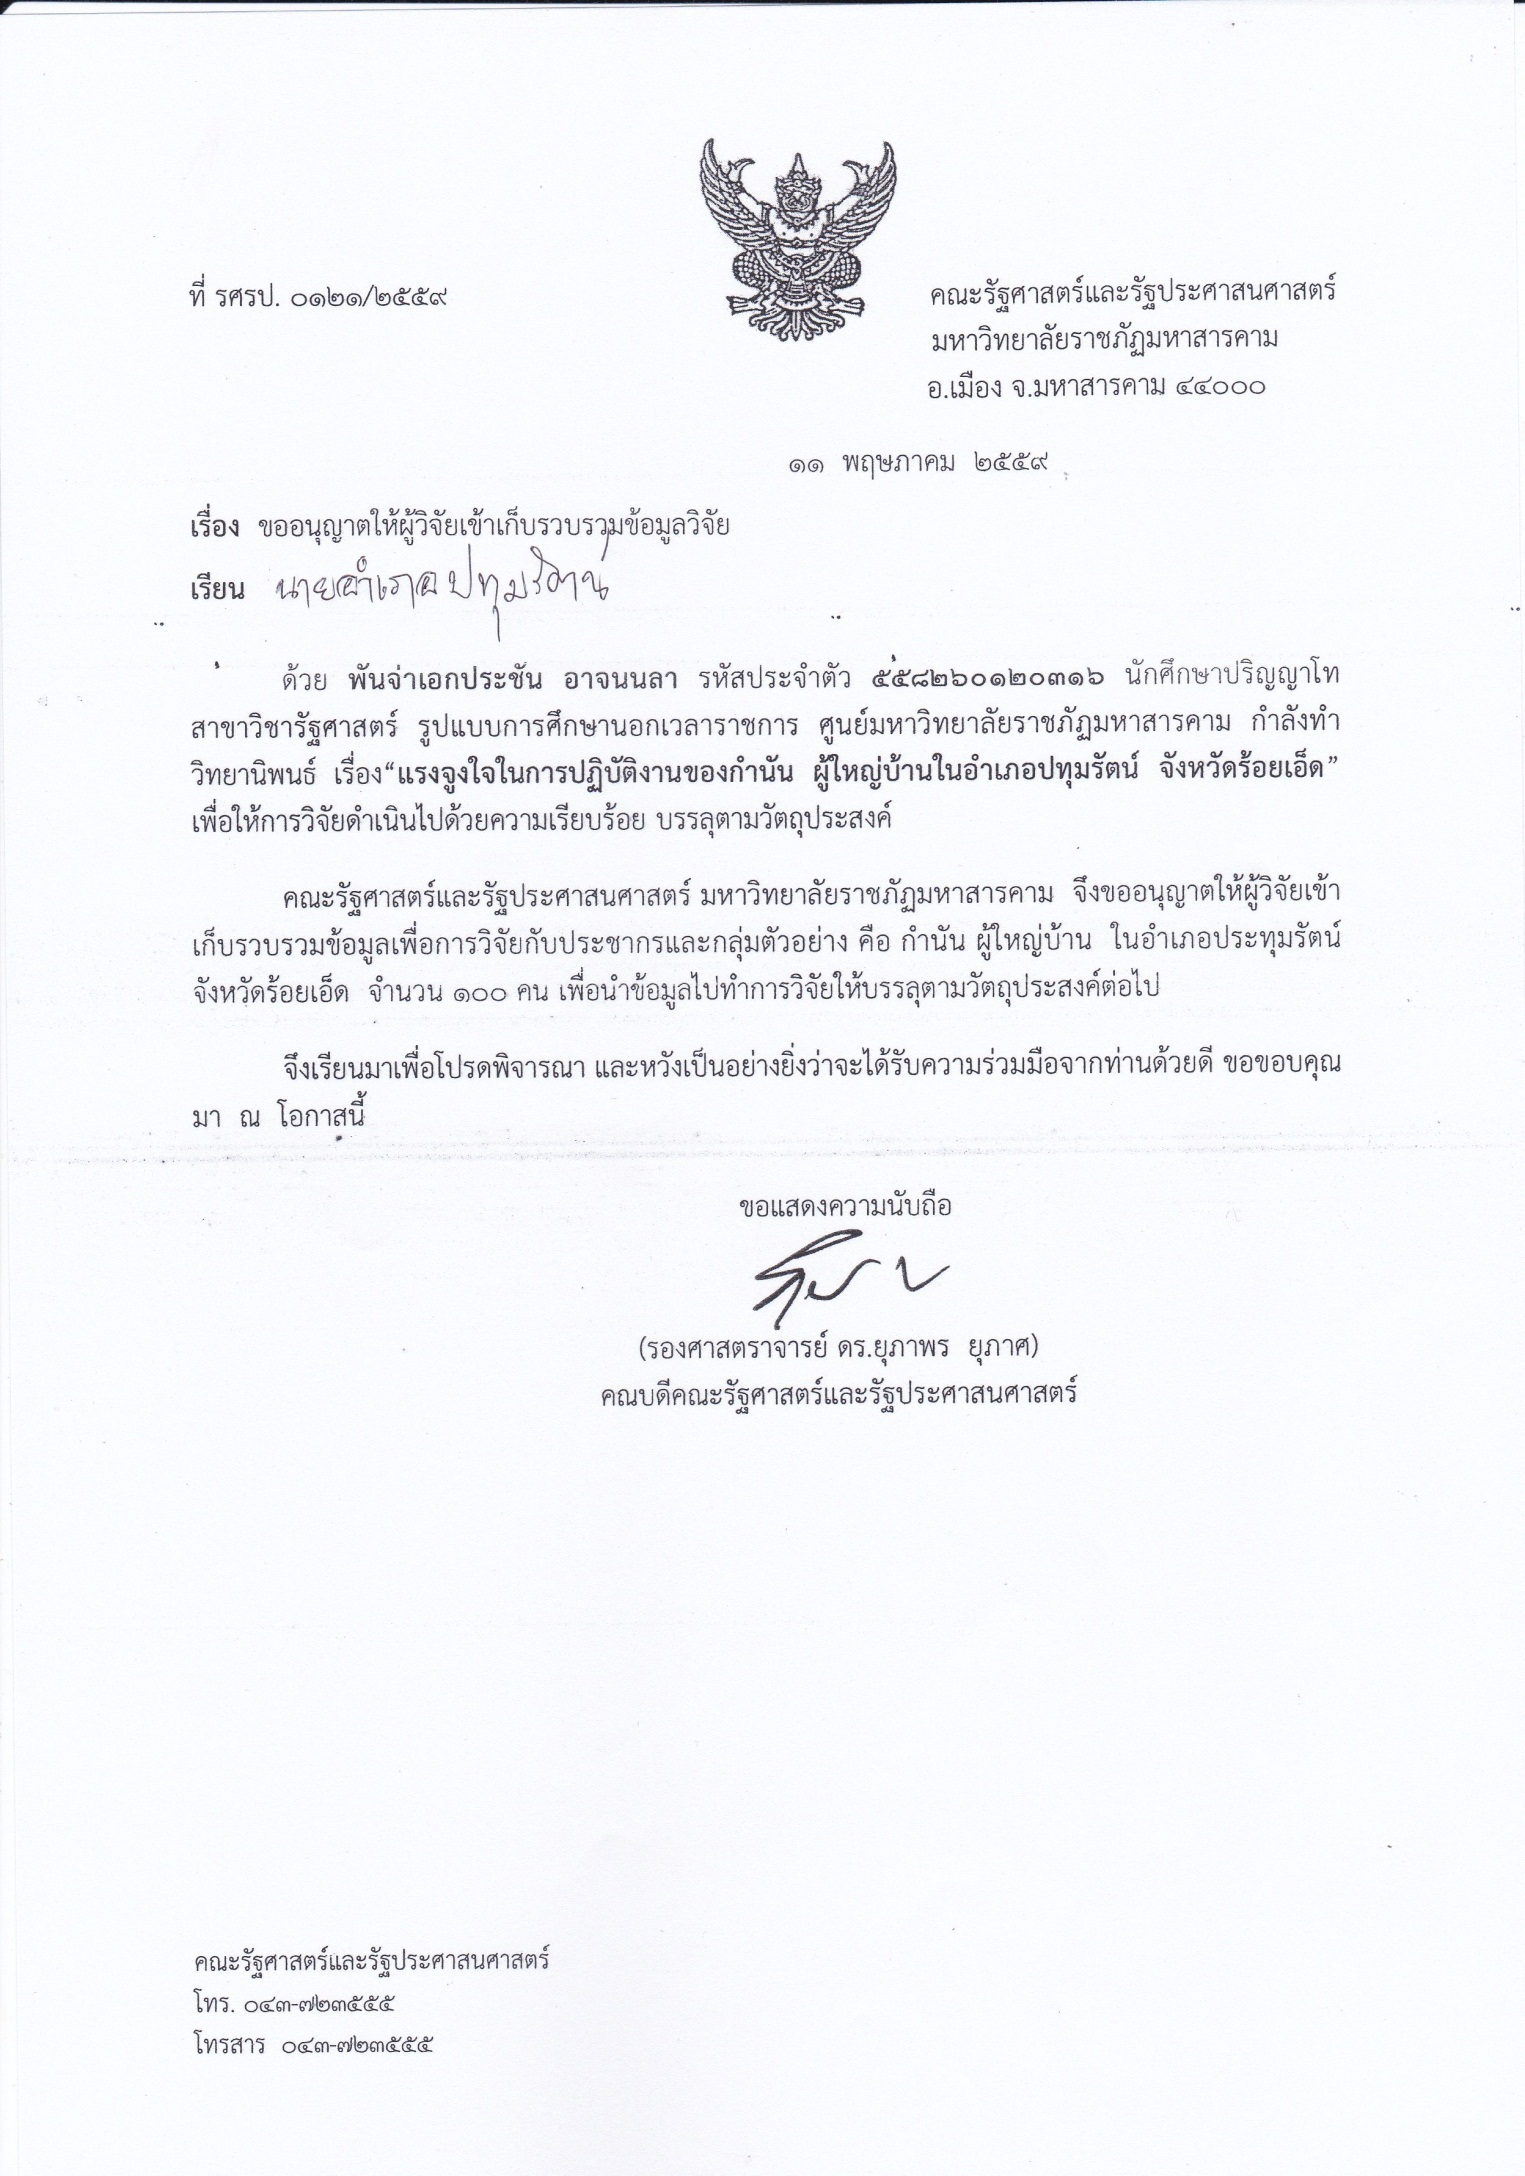 ที่ รศรป. ๐๑๒๑/๒๕๕๙
คณะรัฐศาสตร์และรัฐประศาสนศาสตร์
มหาวิทยาลัยราชภัฏมหาสารคาม
อ.เมือง จ.มหาสารคาม ๔๔๐๐๐
๑๑ พฤษภาคม ๒๕๕๙
เรื่อง ขออนุญาตให้ผู้วิจัยเข้าเก็บรวบรวมข้อมูลวิจัย
เรียน นายอำเภอปทุมรัตน์
ด้วย พันจ่าเอกประชัน อาจนนลา รหัสประจำตัว ๕๕๘๒๖๐๑๒๐๓๑๖ นักศึกษาปริญญาโท
สาขาวิชารัฐศาสตร์ รูปแบบการศึกษานอกเวลาราชการ ศูนย์มหาวิทยาลัยราชภัฏมหาสารคาม กำลังทำ
วิทยานิพนธ์ เรื่อง“แรงจูงใจในการปฏิบัติงานของกำนัน ผู้ใหญ่บ้านในอำเภอปทุมรัตน์ จังหวัดร้อยเอ็ด”
เพื่อให้การวิจัยดำเนินไปด้วยความเรียบร้อย บรรลุตามวัตถุประสงค์
คณะรัฐศาสตร์และรัฐประศาสนศาสตร์ มหาวิทยาลัยราชภัฏมหาสารคาม จึงขออนุญาตให้ผู้วิจัยเข้า
เก็บรวบรวมข้อมูลเพื่อการวิจัยกับประชากรและกลุ่มตัวอย่าง คือ กำนัน ผู้ใหญ่บ้าน ในอำเภอประทุมรัตน์
จังหวัดร้อยเอ็ด จำนวน ๑๐๐ คน เพื่อนำข้อมูลไปทำการวิจัยให้บรรลุตามวัตถุประสงค์ต่อไป
จึงเรียนมาเพื่อโปรดพิจารณา และหวังเป็นอย่างยิ่งว่าจะได้รับความร่วมมือจากท่านด้วยดี ขอขอบคุณ
มา ณ โอกาสนี้
ขอแสดงความนับถือ
(รองศาสตราจารย์ ดร.ยุภาพร ยุภาศ)
คณบดีคณะรัฐศาสตร์และรัฐประศาสนศาสตร์
คณะรัฐศาสตร์และรัฐประศาสนศาสตร์
โทร. ๐๔๓-๗๒๓๕๕๕
โทรสาร ๐๔๓-๗๒๓๕๕๕